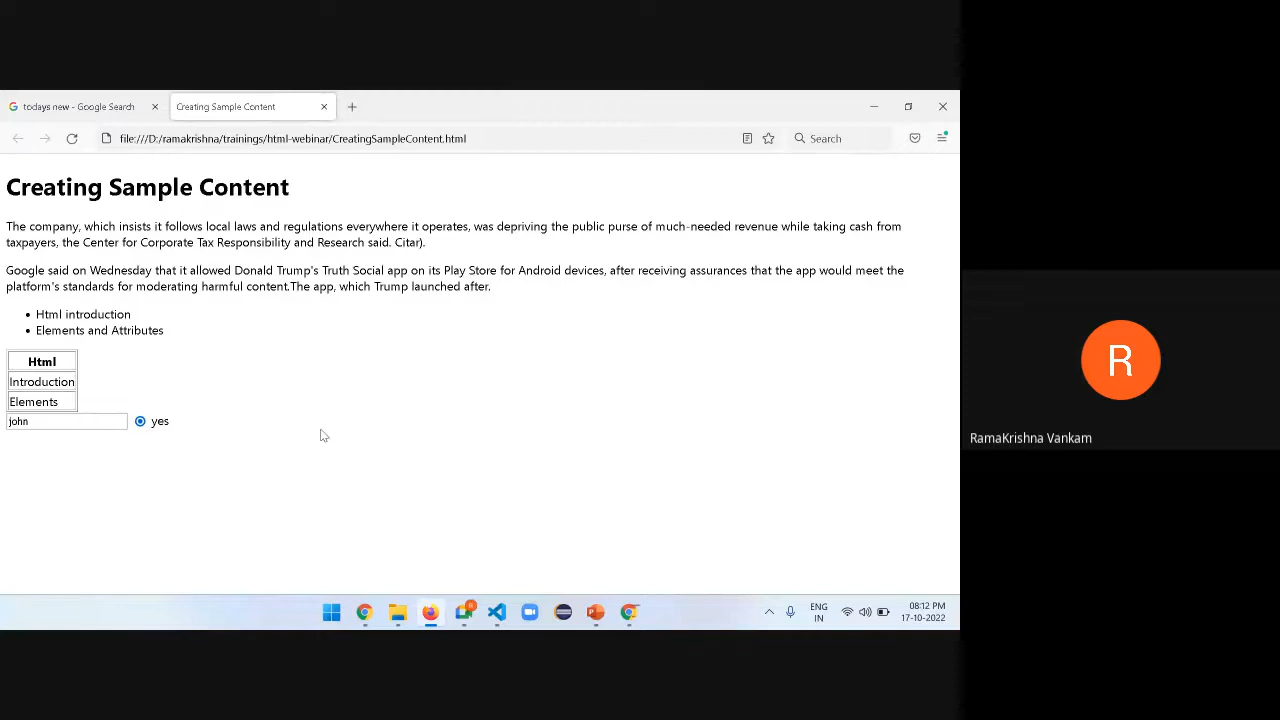 todays new - Google Search
Creating Sample Content
file:///D:/ramakrishna/trainings/html-webinar/CreatingSampleContent.html
Search
Creating Sample Content
The company, which insists it follows local laws and regulations everywhere it operates, was depriving the public purse of much-needed revenue while taking cash from
taxpayers, the Center for Corporate Tax Responsibility and Research said. Citar).
Google said on Wednesday that it allowed Donald Trump's Truth Social app on its Play Store for Android devices, after receiving assurances that the app would meet the
platform's standards for moderating harmful content.The app, which Trump launched after.
• Html introduction
• Elements and Attributes
Html
Introduction
Elements
john
yes
R
RamaKrishna Vankam
ENG
IN
08:12 PM
17-10-2022